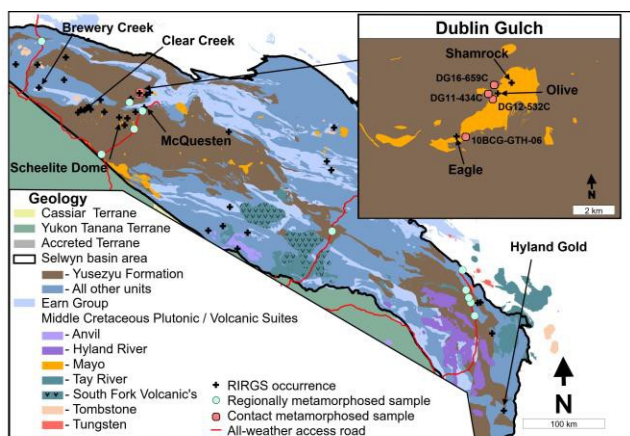 Brewery Creek
Clear Creek
McQuesten
Scheelite Dome
Dublin Gulch
Shamrock
DG16-659C
Olive
DG11-434C
DG12-532C
10BCG-GTH-06
Eagle
N
2 km
Hyland Gold
Geology
Cassiar Terrane
Yukon Tanana Terrane
Accreted Terrane
Selwyn basin area
- Yusezyu Formation
- All other units
Earn Group
Middle Cretaceous Plutonic / Volcanic Suites
- Anvil
- Hyland River
- Mayo
- Tay River
- South Fork Volcanic's
- Tombstone
- Tungsten
RIRGS occurrence
Regionally metamorphosed sample
Contact metamorphosed sample
All-weather access road
N
100 km